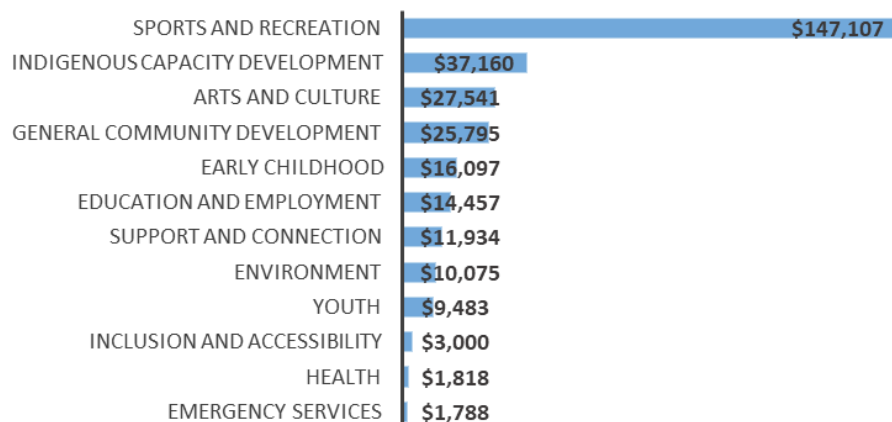 SPORTS AND RECREATION $147,107
INDIGENOUS CAPACITY DEVELOPMENT $37,160
ARTS AND CULTURE $27,541
GENERAL COMMUNITY DEVELOPMENT $25,795
EARLY CHILDHOOD $16,097
EDUCATION AND EMPLOYMENT $14,457
SUPPORT AND CONNECTION $11,934
ENVIRONMENT $10,075
YOUTH $9,483
INCLUSION AND ACCESSIBILITY $3,000
HEALTH $1,818
EMERGENCY SERVICES $1,788